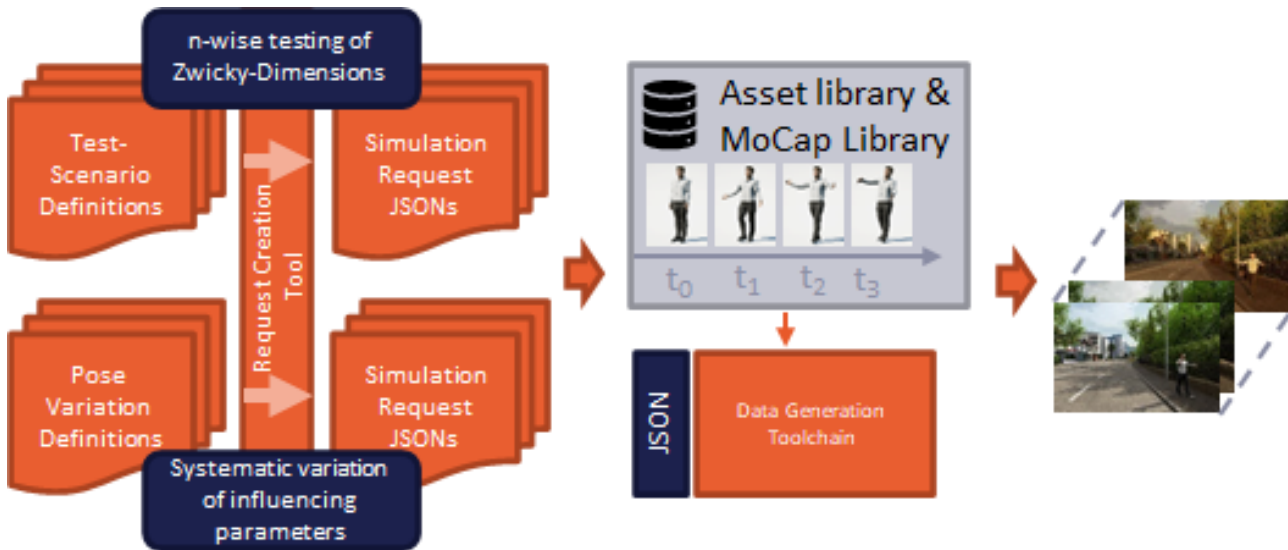 n-wise testing of
Zwicky-Dimensions
Test-
Scenario
Definitions
Request Creation
Tool
Simulation
Request
JSONs
Pose
Variation
Definitions
Simulation
Request
JSONs
Systematic variation
of influencing
parameters
Asset library &
MoCap Library
t0 t1 t2 t3
JSON
Data Generation
Toolchain